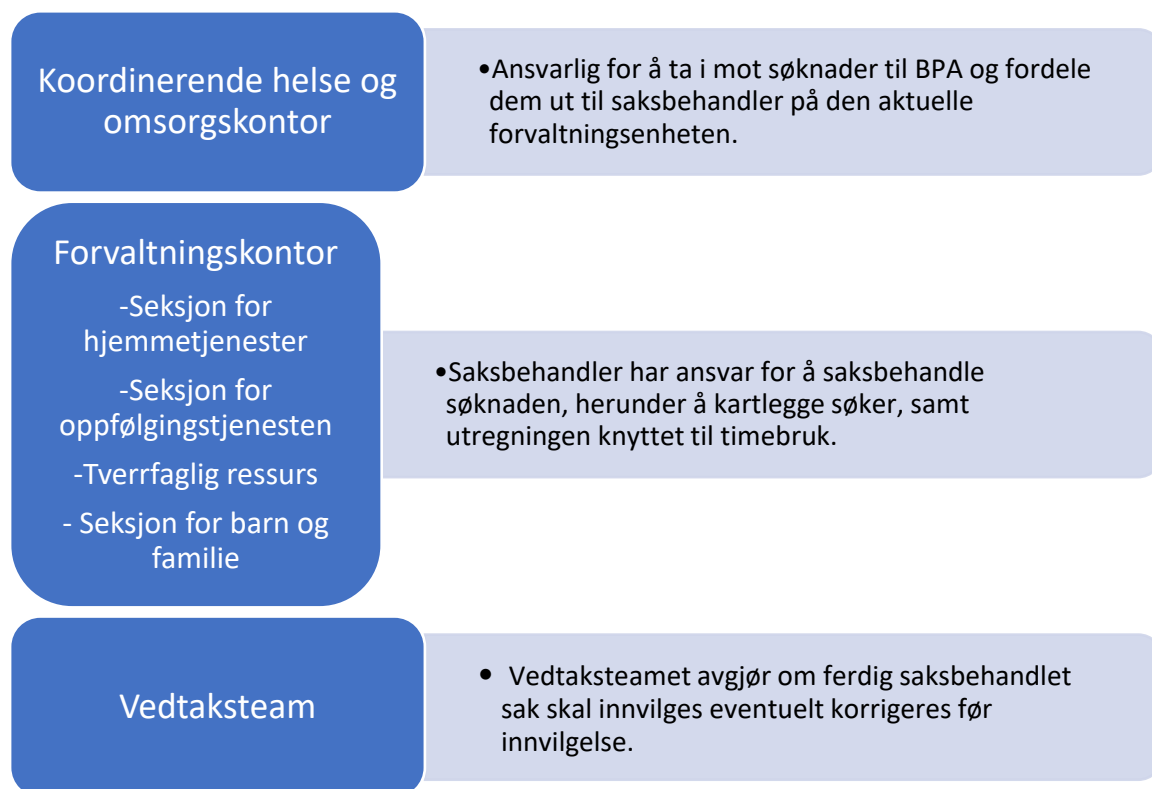 Koordinerende helse og
omsorgskontor
•Ansvarlig for å ta i mot søknader til BPA og fordele
dem ut til saksbehandler på den aktuelle
forvaltningsenheten.
Forvaltningskontor
-Seksjon for
hjemmetjenester
-Seksjon for
oppfølgingstjenesten
-Tverrfaglig ressurs
- Seksjon for barn og
familie
•Saksbehandler har ansvar for å saksbehandle
søknaden, herunder å kartlegge søker, samt
utregningen knyttet til timebruk.
Vedtaksteam
• Vedtaksteamet avgjør om ferdig saksbehandlet
sak skal innvilges eventuelt korrigeres før
innvilgelse.